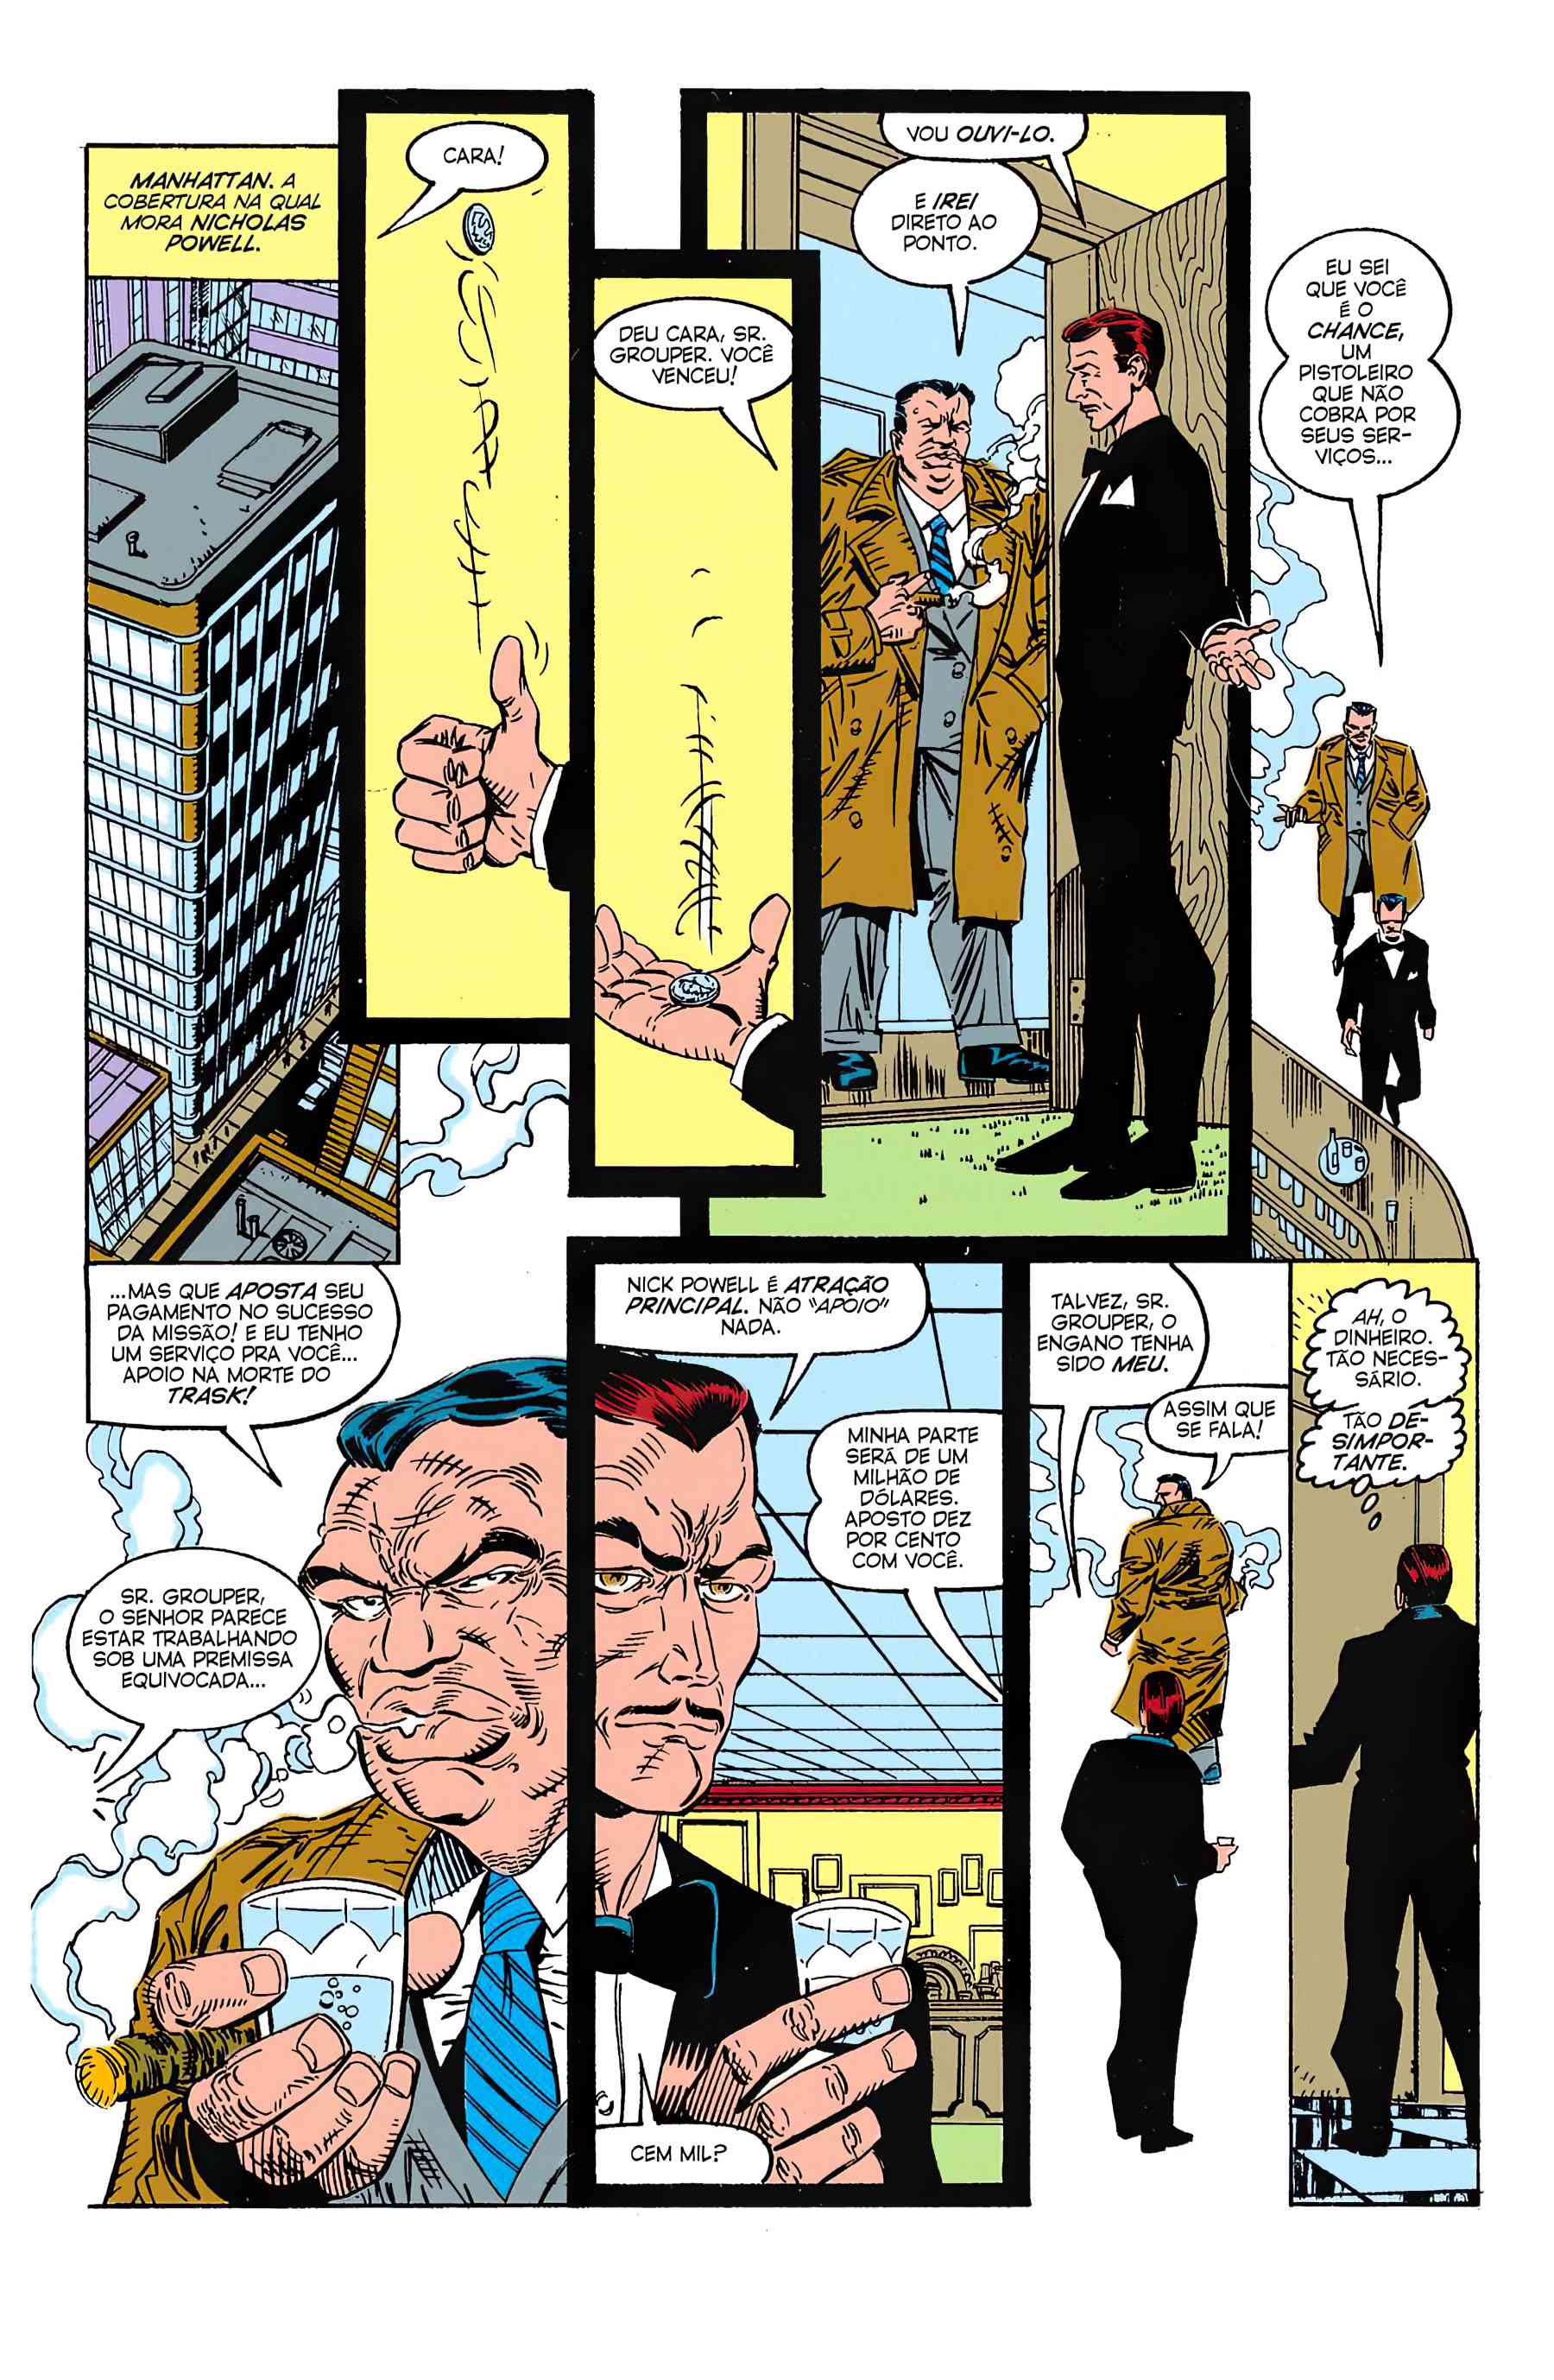 MANHATTAN. A
COBERTURA NA QUAL
MORA NICHOLAS
POWELL.
CARA!
DEU CARA, SR.
GROUPER. VOCÊ
VENCEU!
VOU OUVI-LO.
E IREI
DIRETO AO
PONTO.
EU SEI
QUE VOCÊ
É O
CHANCE,
UM
PISTOLEIRO
QUE NÃO
COBRA POR
SEUS SER-
VIÇOS...
...MAS QUE APOSTA SEU
PAGAMENTO NO SUCESSO
DA MISSÃO! E EU TENHO
UM SERVIÇO PRA VOCÊ...
APOIO NA MORTE DO
TRASK!
SR. GROUPER,
O SENHOR PARECE
ESTAR TRABALHANDO
SOB UMA PREMISSA
EQUIVOCADA...
NICK POWELL É ATRAÇÃO
PRINCIPAL. NÃO "APOIO"
NADA.
MINHA PARTE
SERÁ DE UM
MILHÃO DE
DÓLARES.
APOSTO DEZ
POR CENTO
COM VOCÊ.
CEM MIL?
TALVEZ, SR.
GROUPER, O
ENGANO TENHA
SIDO MEU.
ASSIM QUE
SE FALA!
AH, O
DINHEIRO.
TÃO NECES-
SÁRIO.
TÃO DE-
SIMPOR-
TANTE.